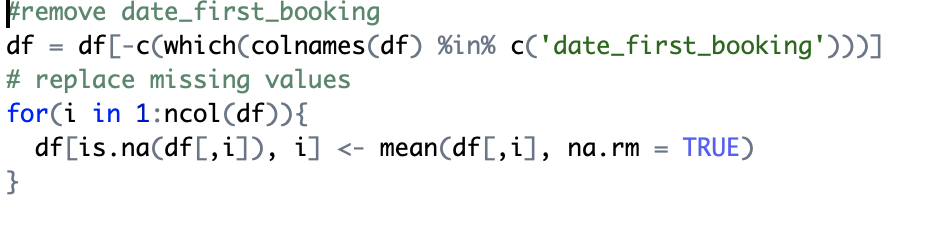 #remove date_first_booking
df = df[-c(which(colnames(df) %in% c('date_first_booking')))]
# replace missing values
for(i in 1:ncol(df)){
  df[is.na(df[,i]), i] <- mean(df[,i], na.rm = TRUE)
}